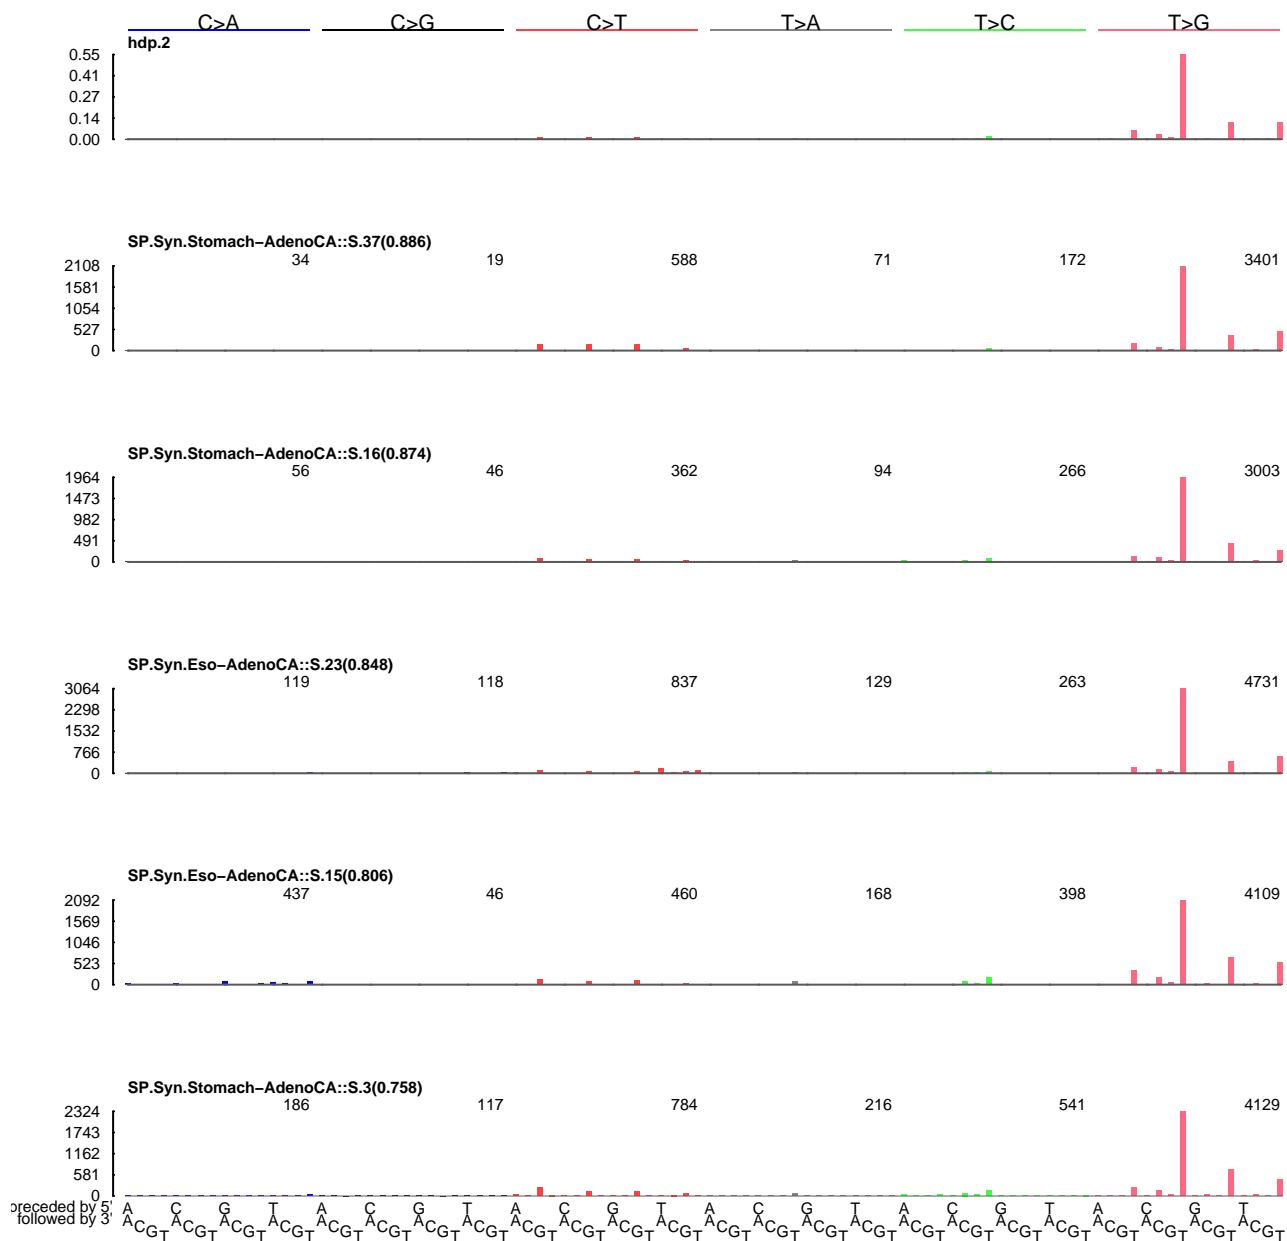 C>A C>G C>T T>A T>C T>G
hdp.2
0.55
0.41
0.27
0.14
0.00
SP.Syn.Stomach−AdenoCA::S.37(0.886)
34 19 588 71 172 3401
2108
1581
1054
527
0
SP.Syn.Stomach−AdenoCA::S.16(0.874)
56 46 362 94 266 3003
1964
1473
982
491
0
SP.Syn.Eso−AdenoCA::S.23(0.848)
119 118 837 129 263 4731
3064
2298
1532
766
0
SP.Syn.Eso−AdenoCA::S.15(0.806)
437 46 460 168 398 4109
2092
1569
1046
523
0
SP.Syn.Stomach−AdenoCA::S.3(0.758)
186 117 784 216 541 4129
2324
1743
1162
581
0
preceded by 5' A C G T A C G T A C G T A C G T A C G T A C G T
followed by 3' A C G T A C G T A C G T A C G T A C G T A C G T A C G T A C G T A C G T A C G T A C G T A C G T A C G T A C G T A C G T A C G T A C G T A C G T A C G T A C G T A C G T A C G T A C G T A C G T